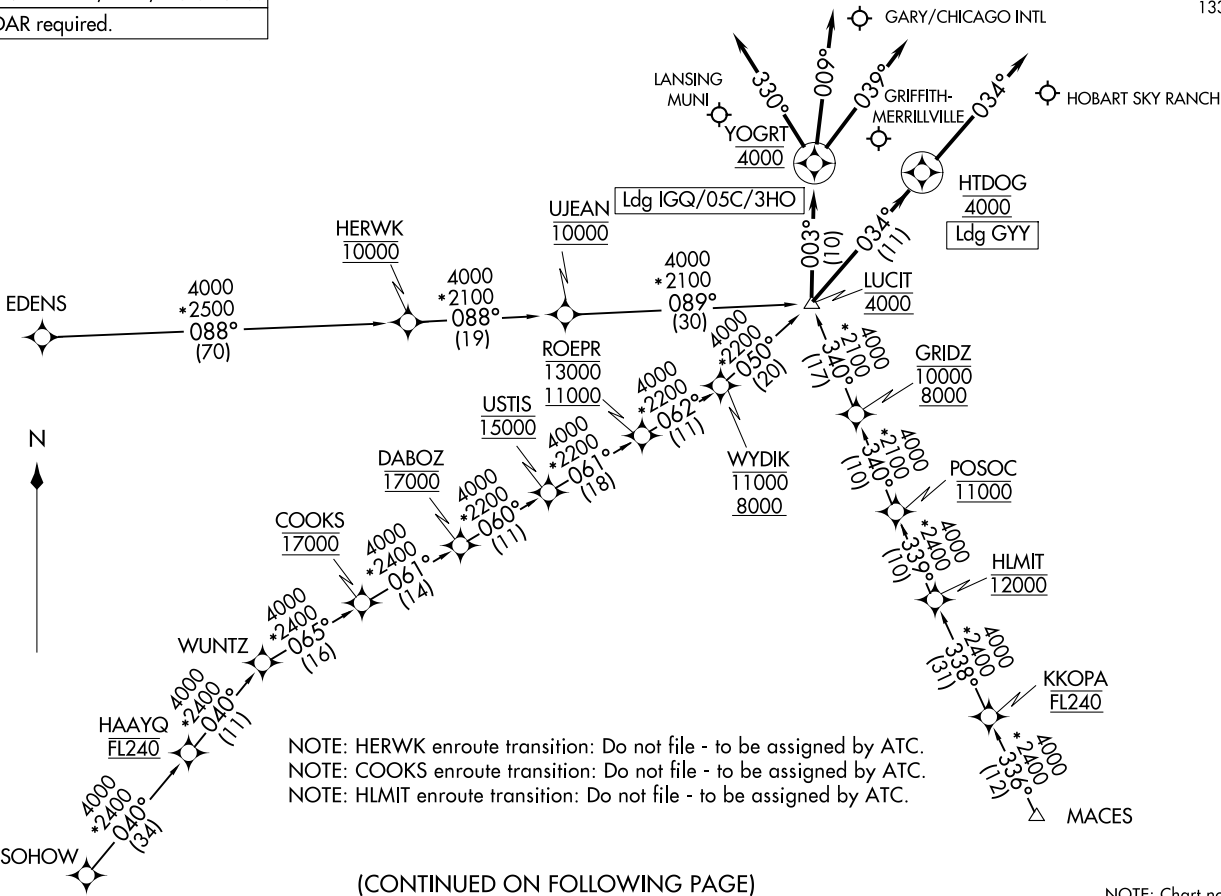 DAR required.
133
GARY/CHICAGO INTL
LANSING
MUNI
330°
009°
039°
GRIFFITH-
MERRILLVILLE
034°
HOBART SKY RANCH
YOGRT
4000
HTDOG
4000
Ldg GYY
Ldg IGQ/05C/3HO
003°
(10)
034°
(11)
UJEAN
10000
HERWK
10000
EDENS
4000
*2500
088°
(70)
4000
*2100
088°
(19)
4000
*2100
089°
(30)
LUCIT
4000
ROEPR
13000
11000
4000
*2200
050°
(20)
4000
*2100
340°
(17)
GRIDZ
10000
8000
USTIS
15000
4000
*2200
062°
(11)
WYDIK
11000
8000
4000
*2100
340°
(10)
POSOC
11000
N
DABOZ
17000
4000
*2200
061°
(18)
4000
*2200
060°
(11)
COOKS
17000
4000
*2400
061°
(14)
4000
*2400
339°
(10)
HLMIT
12000
WUNTZ
4000
*2400
065°
(16)
4000
*2400
338°
(31)
KKOPA
FL240
HAAYQ
FL240
4000
*2400
040°
(11)
4000
*2400
336°
(12)
MACES
NOTE: HERWK enroute transition: Do not file - to be assigned by ATC.
NOTE: COOKS enroute transition: Do not file - to be assigned by ATC.
NOTE: HLMIT enroute transition: Do not file - to be assigned by ATC.
4000
*2400
040°
(34)
SOHOW
(CONTINUED ON FOLLOWING PAGE)
NOTE: Chart no